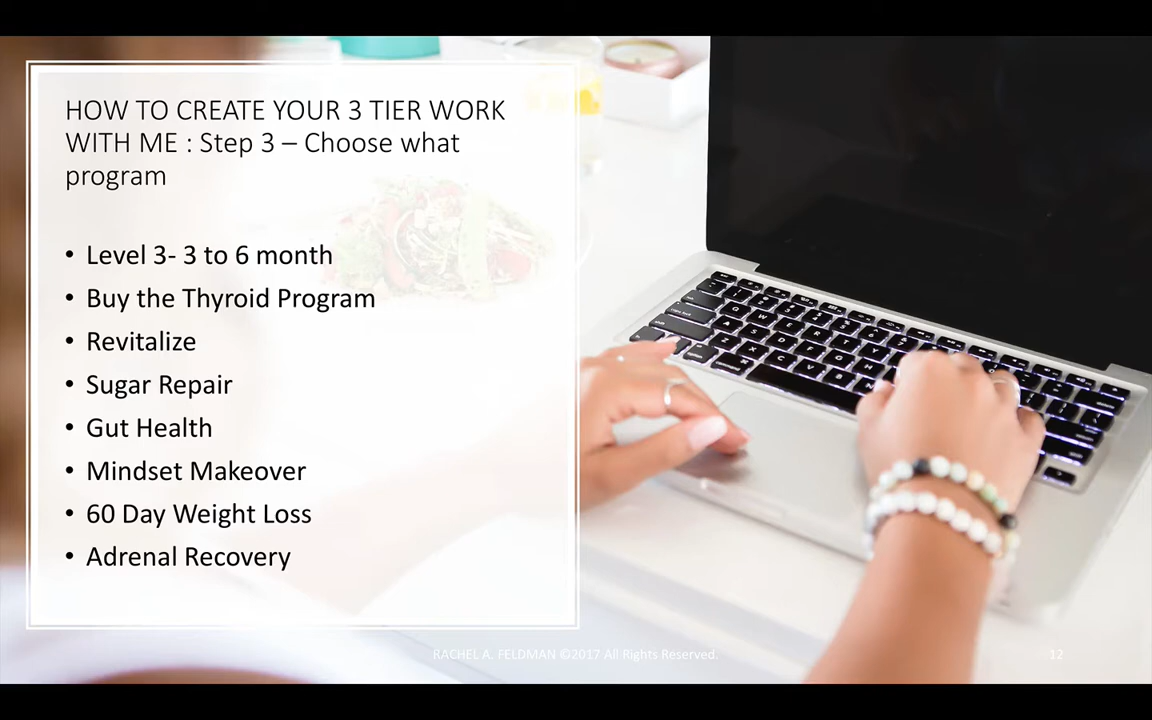 HOW TO CREATE YOUR 3 TIER WORK
WITH ME : Step 3 – Choose what
program
• Level 3- 3 to 6 month
• Buy the Thyroid Program
• Revitalize
• Sugar Repair
• Gut Health
• Mindset Makeover
• 60 Day Weight Loss
• Adrenal Recovery
RACHEL A. FELDMAN ©2017 All Rights Reserved.
12